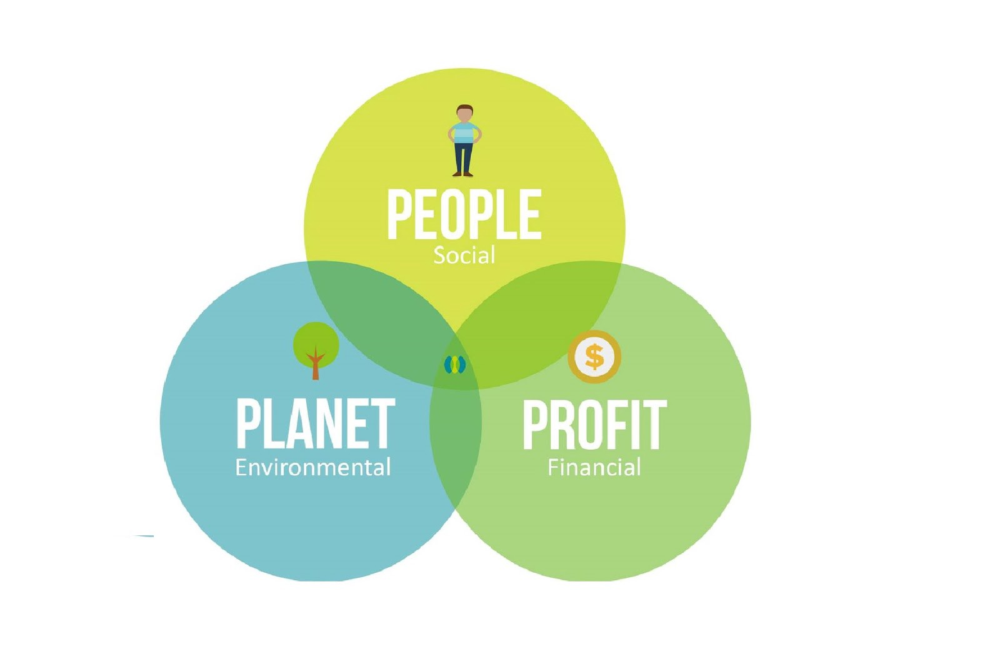 PEOPLE
Social
PLANET
Environmental
$
PROFIT
Financial